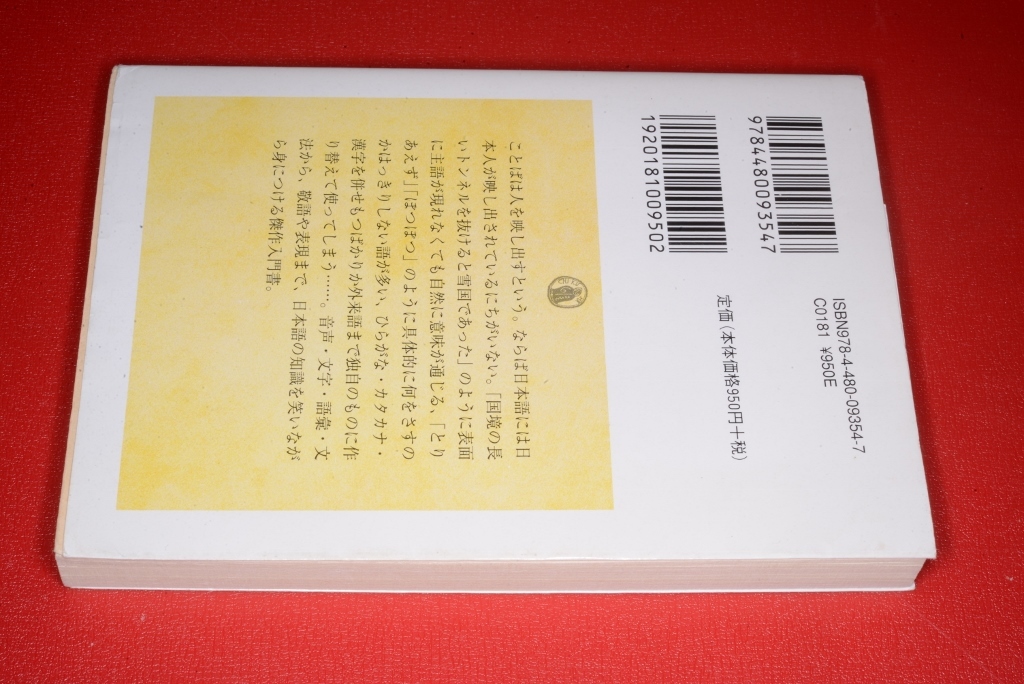 9784480093547
1920181009502
ISBN978-4-480-09354-7
C0181 ¥950E
定価(本体価格950円+税)
ことばは人を映し出すという。ならば日本語には日
本人が映し出されているにちがいない。「国境の長
いトンネルを抜けると雪国であった」のように表面
に主語が現れなくても自然に意味が通じる、「とり
あえず」「ぼつぼつ」のように具体的に何をさすの
かはっきりしない語が多い、ひらがな・カタカナ・
漢字を併せもつばかりか外来語まで独自のものに作
り替えて使ってしまう……。音声・文字・語彙・文
法から、敬語や表現まで、日本語の知識を笑いなが
ら身につける傑作入門書。